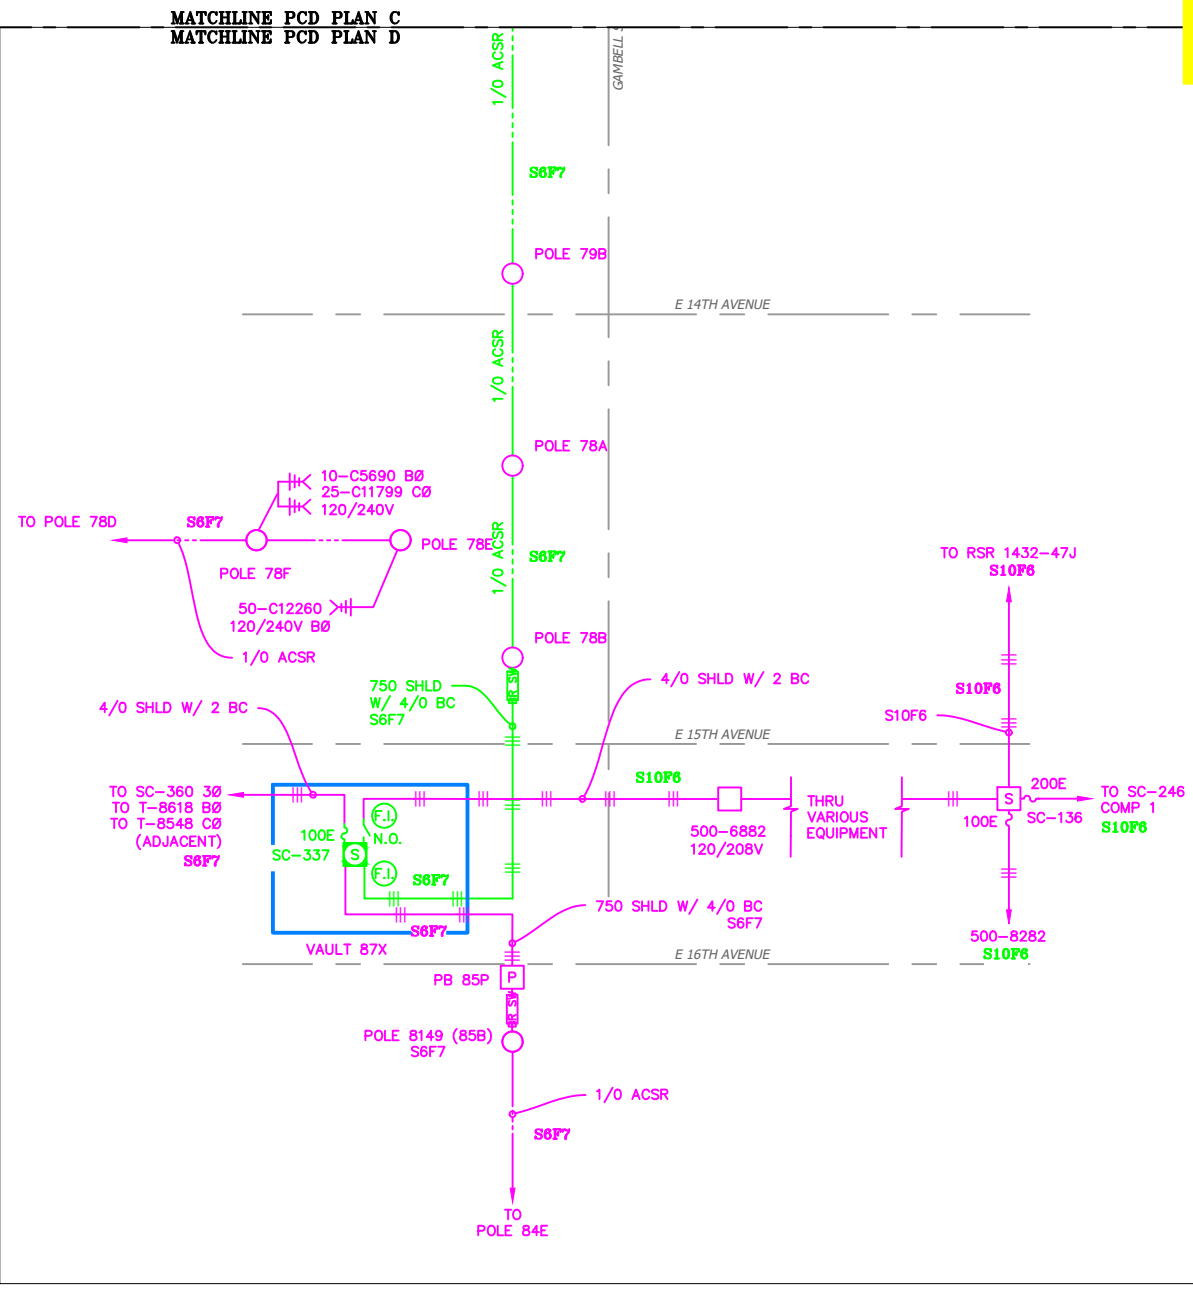 MATCHLINE PCD PLAN C
MATCHLINE PCD PLAN D
1/0 ACSR
GAMBELL
S6F7
POLE 79B
E 14TH AVENUE
1/0 ACSR
POLE 78A
10-C5690 BØ
25-C11799 CØ
120/240V
TO POLE 78D
S6F7
POLE 78E
POLE 78F
1/0 ACSR
S6F7
TO RSR 1432-47J
S10F6
50-C12260
120/240V BØ
POLE 78B
1/0 ACSR
750 SHLD
W/ 4/0 BC
S6F7
4/0 SHLD W/ 2 BC
S10F6
4/0 SHLD W/ 2 BC
S10F6
E 15TH AVENUE
TO SC-360 3Ø
TO T-8618 BØ
TO T-8548 CØ
(ADJACENT)
S6F7
S10F6
200E
TO SC-246
COMP 1
S10F6
THRU
VARIOUS
EQUIPMENT
S
SC-136
100E
F.I.
100E
N.O.
SC-337
S
F.I.
S6F7
500-6882
120/208V
750 SHLD W/ 4/0 BC
S6F7
S6F7
500-8282
S10F6
VAULT 87X
E 16TH AVENUE
PB 85P
P
POLE 8149 (85B)
S6F7
1/0 ACSR
S6F7
TO
POLE 84E